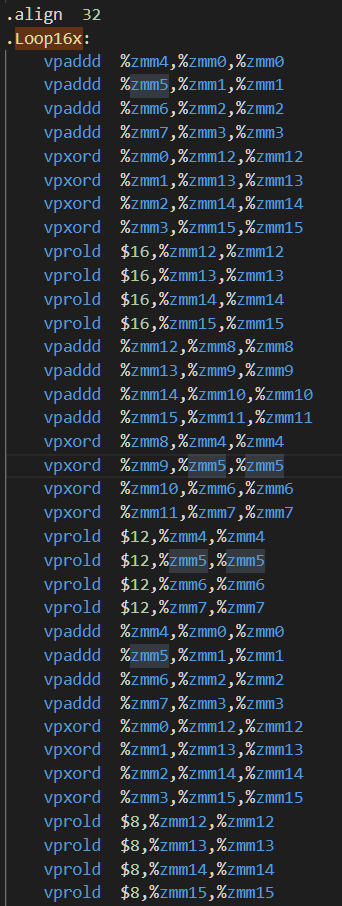 .align  32
.Loop16x:
vpaddd  %zmm4,%zmm0,%zmm0
vpaddd  %zmm5,%zmm1,%zmm1
vpaddd  %zmm6,%zmm2,%zmm2
vpaddd  %zmm7,%zmm3,%zmm3
vpxord  %zmm0,%zmm12,%zmm12
vpxord  %zmm1,%zmm13,%zmm13
vpxord  %zmm2,%zmm14,%zmm14
vpxord  %zmm3,%zmm15,%zmm15
vprold  $16,%zmm12,%zmm12
vprold  $16,%zmm13,%zmm13
vprold  $16,%zmm14,%zmm14
vprold  $16,%zmm15,%zmm15
vpaddd  %zmm12,%zmm8,%zmm8
vpaddd  %zmm13,%zmm9,%zmm9
vpaddd  %zmm14,%zmm10,%zmm10
vpaddd  %zmm15,%zmm11,%zmm11
vpxord  %zmm8,%zmm4,%zmm4
vpxord  %zmm9,%zmm5,%zmm5
vpxord  %zmm10,%zmm6,%zmm6
vpxord  %zmm11,%zmm7,%zmm7
vprold  $12,%zmm4,%zmm4
vprold  $12,%zmm5,%zmm5
vprold  $12,%zmm6,%zmm6
vprold  $12,%zmm7,%zmm7
vpaddd  %zmm4,%zmm0,%zmm0
vpaddd  %zmm5,%zmm1,%zmm1
vpaddd  %zmm6,%zmm2,%zmm2
vpaddd  %zmm7,%zmm3,%zmm3
vpxord  %zmm0,%zmm12,%zmm12
vpxord  %zmm1,%zmm13,%zmm13
vpxord  %zmm2,%zmm14,%zmm14
vpxord  %zmm3,%zmm15,%zmm15
vprold  $8,%zmm12,%zmm12
vprold  $8,%zmm13,%zmm13
vprold  $8,%zmm14,%zmm14
vprold  $8,%zmm15,%zmm15